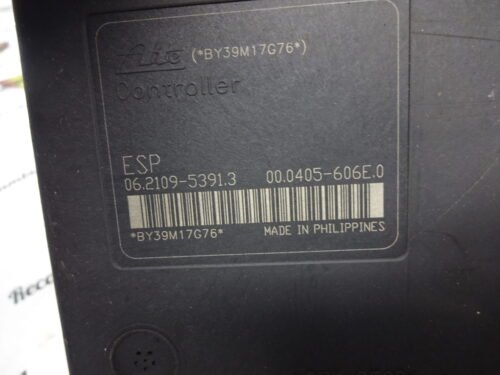 Ate (*BY39M17G76*)
Controller
ESP
06.2109-5391.3 00.0405-606E.0
*BY39M17G76* MADE IN PHILIPPINES